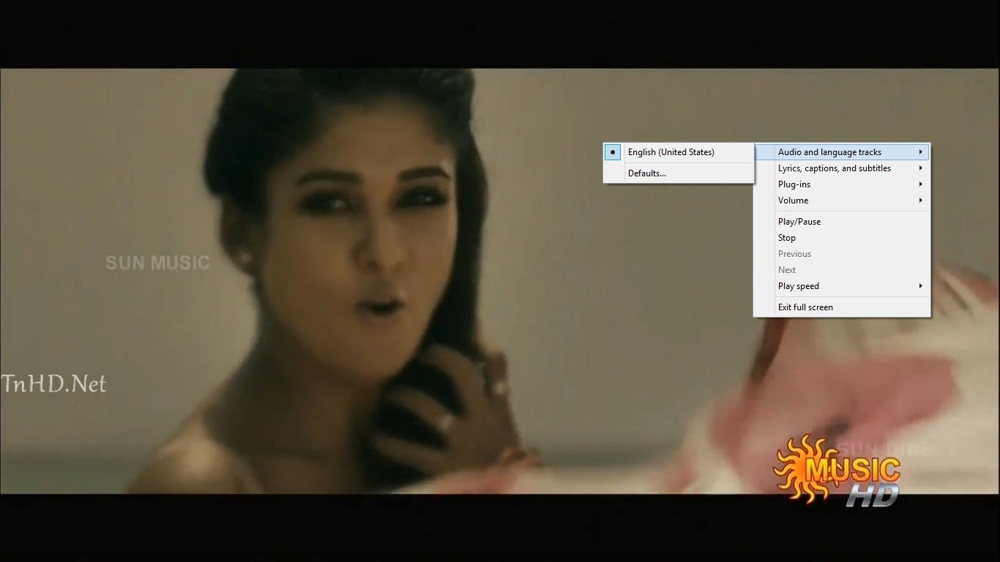 English (United States)
Defaults...
Audio and language tracks
Lyrics, captions, and subtitles
Plug-ins
Volume
Play/Pause
Stop
Previous
Next
Play speed
Exit full screen
SUN MUSIC
TnHD.Net
SUN DIRECT
MUSIC
HD